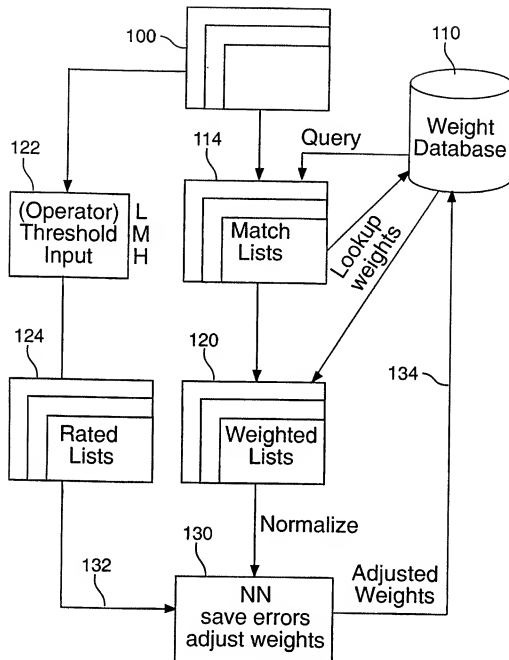 100
110
114
Query
Weight
Database
122
(Operator)
Threshold
Input
L
M
H
Match
Lists
Lookup
weights
124
120
134
Rated
Lists
Weighted
Lists
Normalize
132
130
NN
save errors
adjust weights
Adjusted
Weights